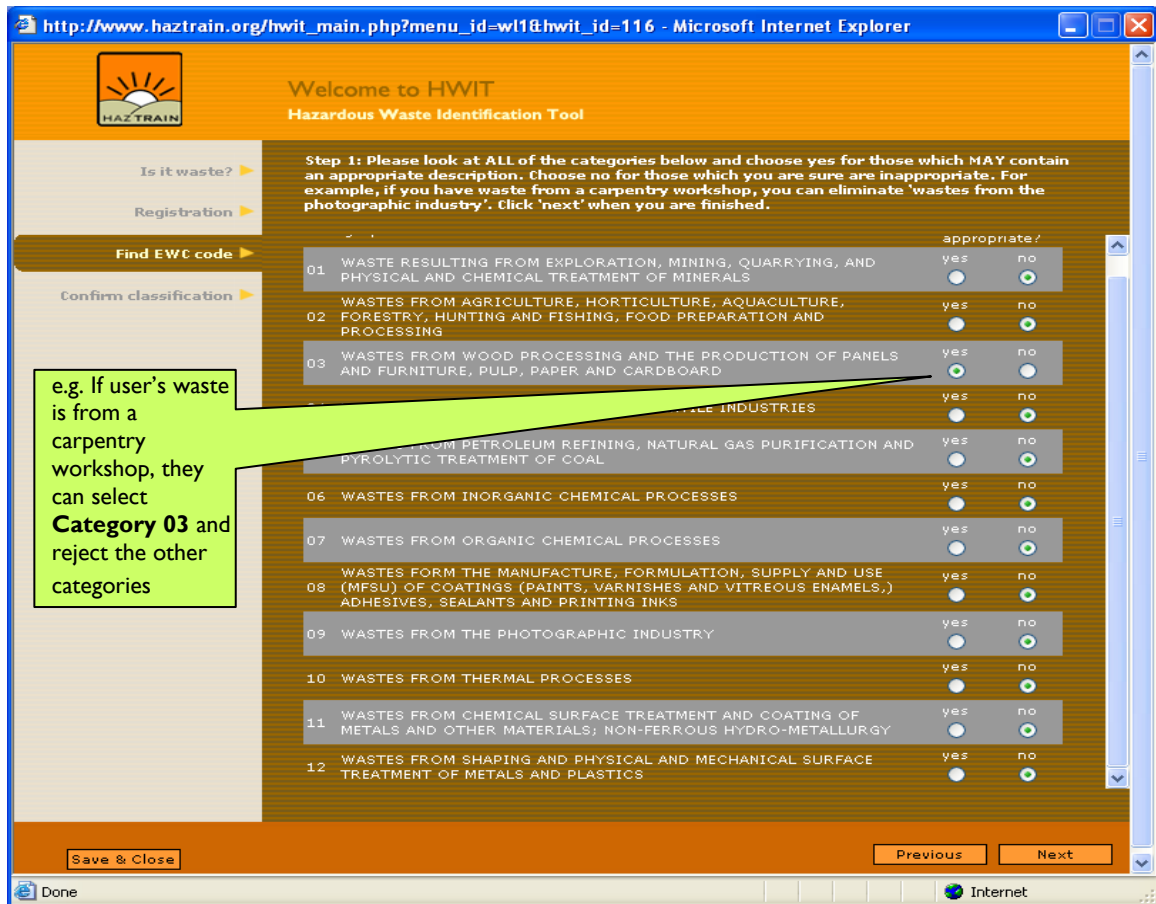 http://www.haztrain.org/hwit_main.php?menu_id=wl1&hwit_id=116 - Microsoft Internet Explorer
HAZ TRAIN
Welcome to HWIT
Hazardous Waste Identification Tool
Is it waste?
Registration
Find EWC code
Confirm classification
Step 1: Please look at ALL of the categories below and choose yes for those which MAY contain
an appropriate description. Choose no for those which you are sure are inappropriate. For
example, if you have waste from a carpentry workshop, you can eliminate 'wastes from the
photographic industry'. Click 'next' when you are finished.
appropriate?
01 WASTE RESULTING FROM EXPLORATION, MINING, QUARRYING, AND yes no
PHYSICAL AND CHEMICAL TREATMENT OF MINERALS
WASTES FROM AGRICULTURE, HORTICULTURE, AQUACULTURE, yes no
02 FORESTRY, HUNTING AND FISHING, FOOD PREPARATION AND
PROCESSING
03 WASTES FROM WOOD PROCESSING AND THE PRODUCTION OF PANELS yes no
AND FURNITURE, PULP, PAPER AND CARDBOARD
INDUSTRIES yes no
PETROLEUM REFINING, NATURAL GAS PURIFICATION AND yes no
PYROLYTIC TREATMENT OF COAL
06 WASTES FROM INORGANIC CHEMICAL PROCESSES yes no
07 WASTES FROM ORGANIC CHEMICAL PROCESSES yes no
WASTES FORM THE MANUFACTURE, FORMULATION, SUPPLY AND USE yes no
08 (MFSU) OF COATINGS (PAINTS, VARNISHES AND VITREOUS ENAMELS,)
ADHESIVES, SEALANTS AND PRINTING INKS
09 WASTES FROM THE PHOTOGRAPHIC INDUSTRY yes no
10 WASTES FROM THERMAL PROCESSES yes no
11 WASTES FROM CHEMICAL SURFACE TREATMENT AND COATING OF yes no
METALS AND OTHER MATERIALS; NON-FERROUS HYDRO-METALLURGY
12 WASTES FROM SHAPING AND PHYSICAL AND MECHANICAL SURFACE yes no
TREATMENT OF METALS AND PLASTICS
e.g. If user's waste
is from a
carpentry
workshop, they
can select
Category 03 and
reject the other
categories
Save & Close
Previous
Next
Done
Internet